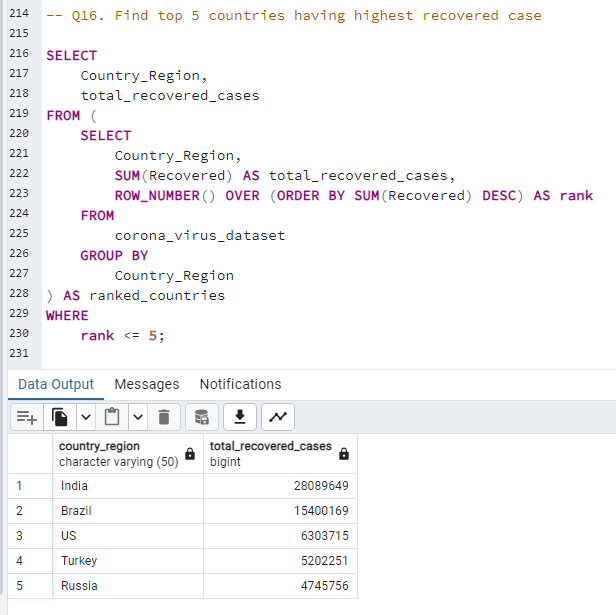 214 -- Q16. Find top 5 countries having highest recovered case
215
216 SELECT
217     Country_Region,
218     total_recovered_cases
219 FROM (
220     SELECT
221         Country_Region,
222         SUM(Recovered) AS total_recovered_cases,
223         ROW_NUMBER() OVER (ORDER BY SUM(Recovered) DESC) AS rank
224     FROM
225         corona_virus_dataset
226     GROUP BY
227         Country_Region
228 ) AS ranked_countries
229 WHERE
230     rank <= 5;
231
Data Output Messages Notifications
country_region total_recovered_cases
character varying (50) bigint
1 India 28089649
2 Brazil 15400169
3 US 6303715
4 Turkey 5202251
5 Russia 4745756